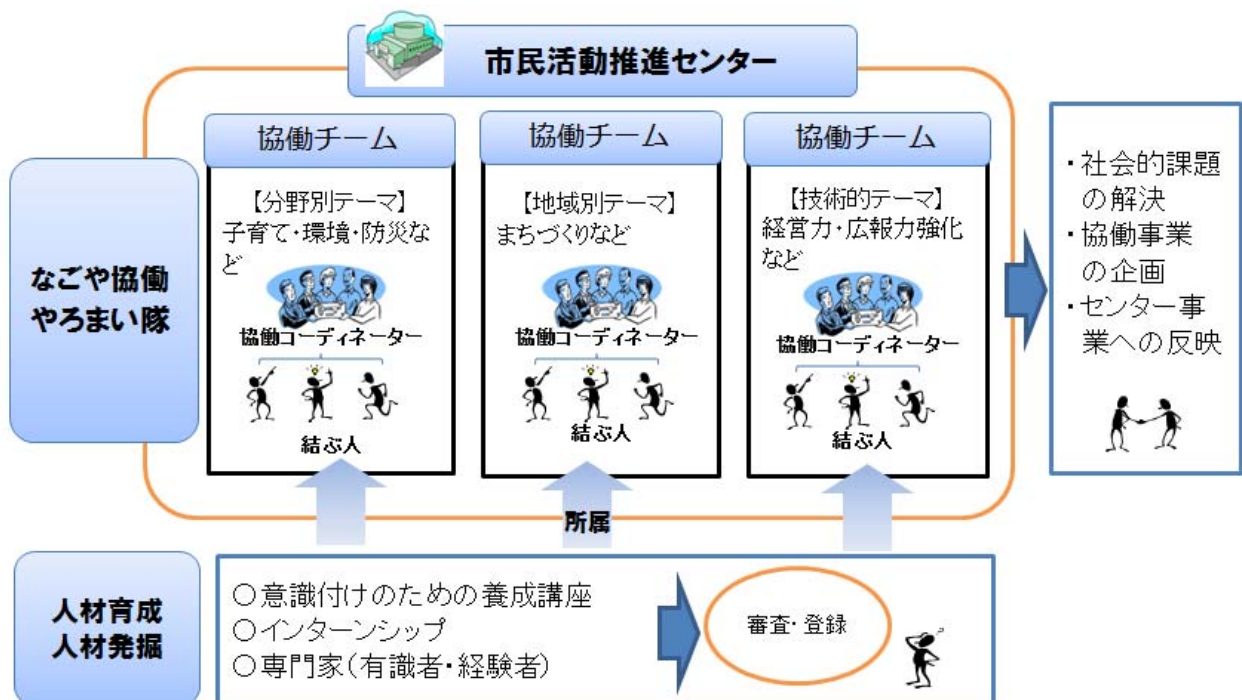 市民活動推進センター
なごや協働
やろまい隊
協働チーム
【分野別テーマ】
子育て・環境・防災な
ど
協働コーディネーター
結ぶ人
協働チーム
【地域別テーマ】
まちづくりなど
協働コーディネーター
結ぶ人
協働チーム
【技術的テーマ】
経営力・広報力強化
など
協働コーディネーター
結ぶ人
・社会的課題
の解決
・協働事業
の企画
・センター事
業への反映
所属
人材育成
人材発掘
○意識付けのための養成講座
○インターンシップ
○専門家（有識者・経験者）
審査・登録